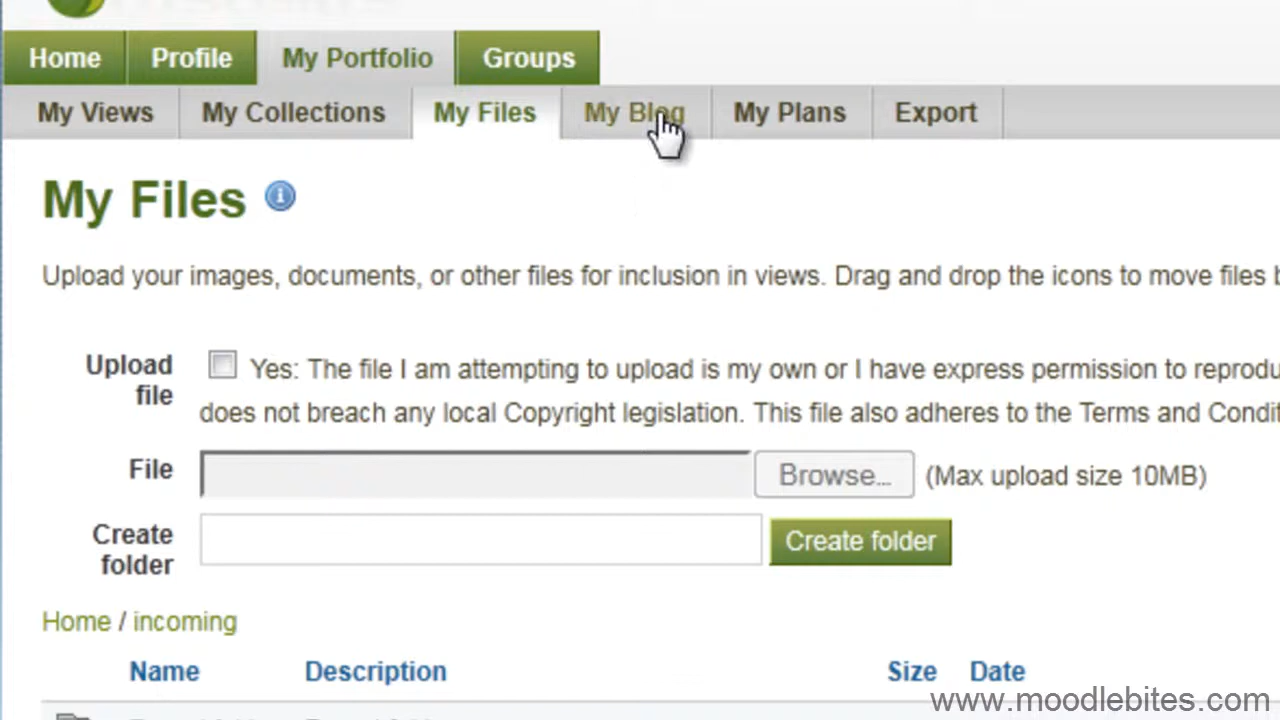 Home Profile My Portfolio Groups
My Views My Collections My Files My Blog My Plans Export
My Files
Upload your images, documents, or other files for inclusion in views. Drag and drop the icons to move files
Upload file
Yes: The file I am attempting to upload is my own or I have express permission to
does not breach any local Copyright legislation. This file also adheres to the Terms and
File Browse... (Max upload size 10MB)
Create folder Create folder
Home / incoming
Name Description Size Date
www.moodlebites.com